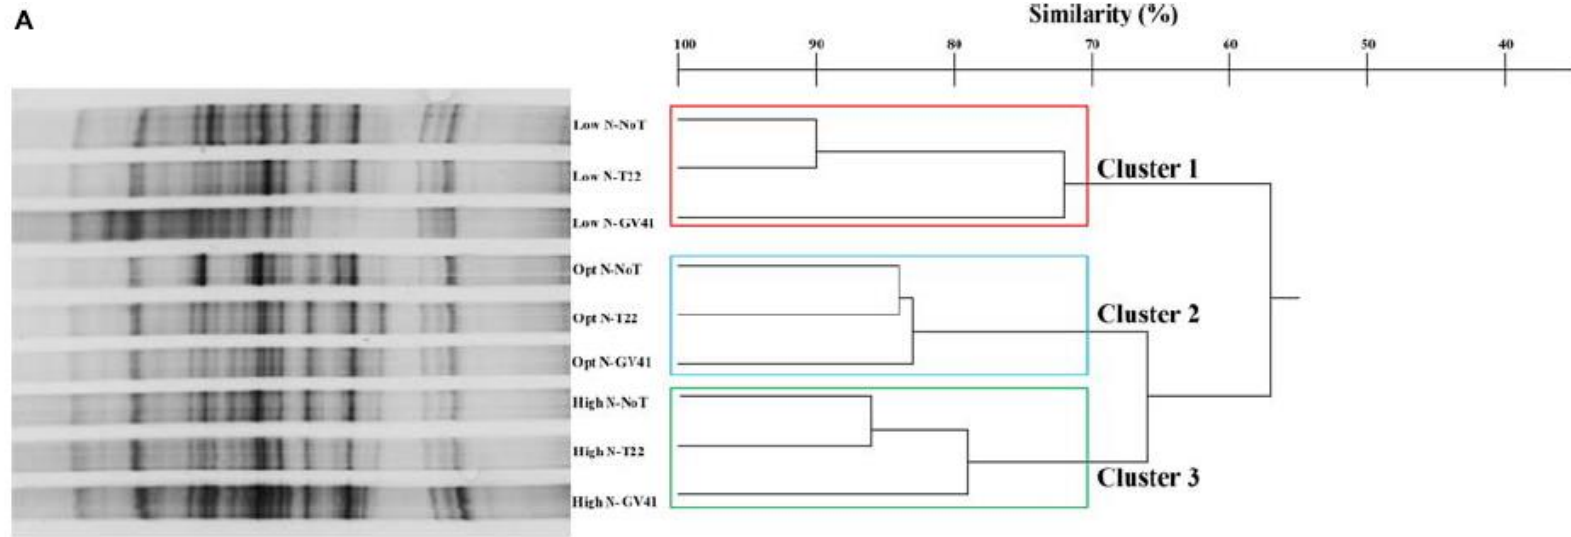 A
Similarity (%)
100 90 80 70 60 50 40
Low N-NoT
Low N-T22
Low N-GV41
Cluster 1
Opt N-NoT
Opt N-T22
Opt N-GV41
Cluster 2
High N-NoT
High N-T22
High N-GV41
Cluster 3